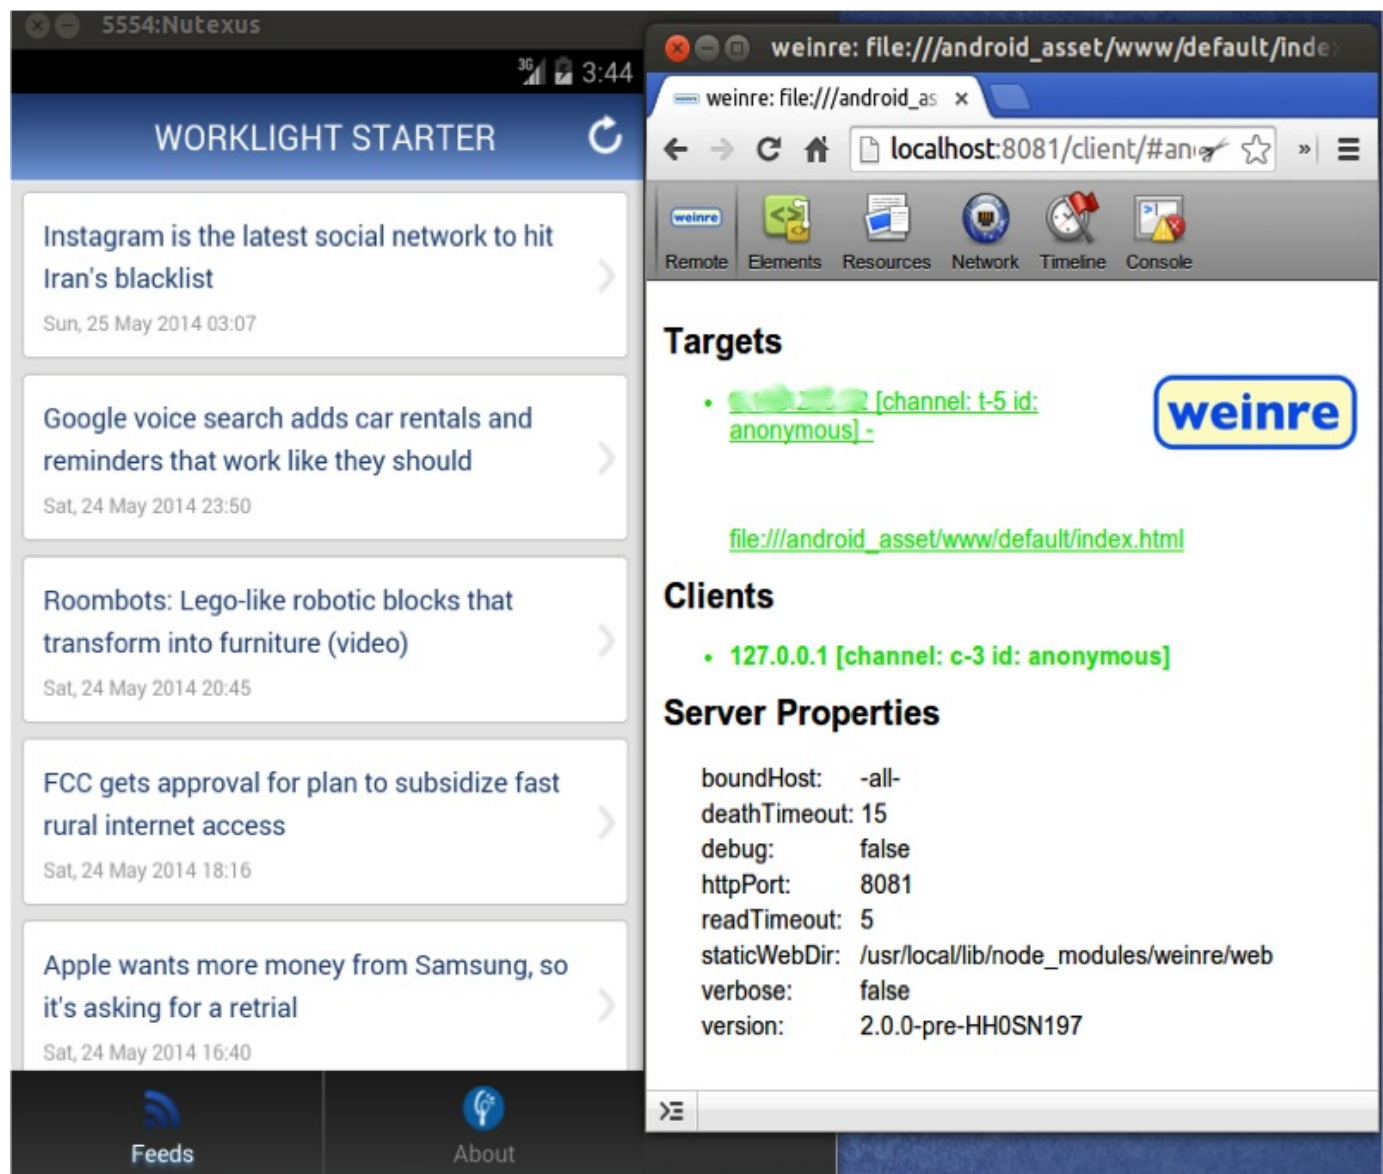 5554:Nutexus
3G 3:44
WORKLIGHT STARTER
Instagram is the latest social network to hit
Iran's blacklist
Sun, 25 May 2014 03:07
Google voice search adds car rentals and
reminders that work like they should
Sat, 24 May 2014 23:50
Roombots: Lego-like robotic blocks that
transform into furniture (video)
Sat, 24 May 2014 20:45
FCC gets approval for plan to subsidize fast
rural internet access
Sat, 24 May 2014 18:16
Apple wants more money from Samsung, so
it's asking for a retrial
Sat, 24 May 2014 16:40
Feeds About
weinre: file:///android_asset/www/default/inde
weinre: file:///android_as
localhost:8081/client/#an
weinre
Remote Elements Resources Network Timeline Console
Targets
[channel: t-5 id:
anonymous] -
weinre
file:///android_asset/www/default/index.html
Clients
• 127.0.0.1 [channel: c-3 id: anonymous]
Server Properties
boundHost: -all-
deathTimeout: 15
debug: false
httpPort: 8081
readTimeout: 5
staticWebDir: /usr/local/lib/node_modules/weinre/web
verbose: false
version: 2.0.0-pre-HH0SN197